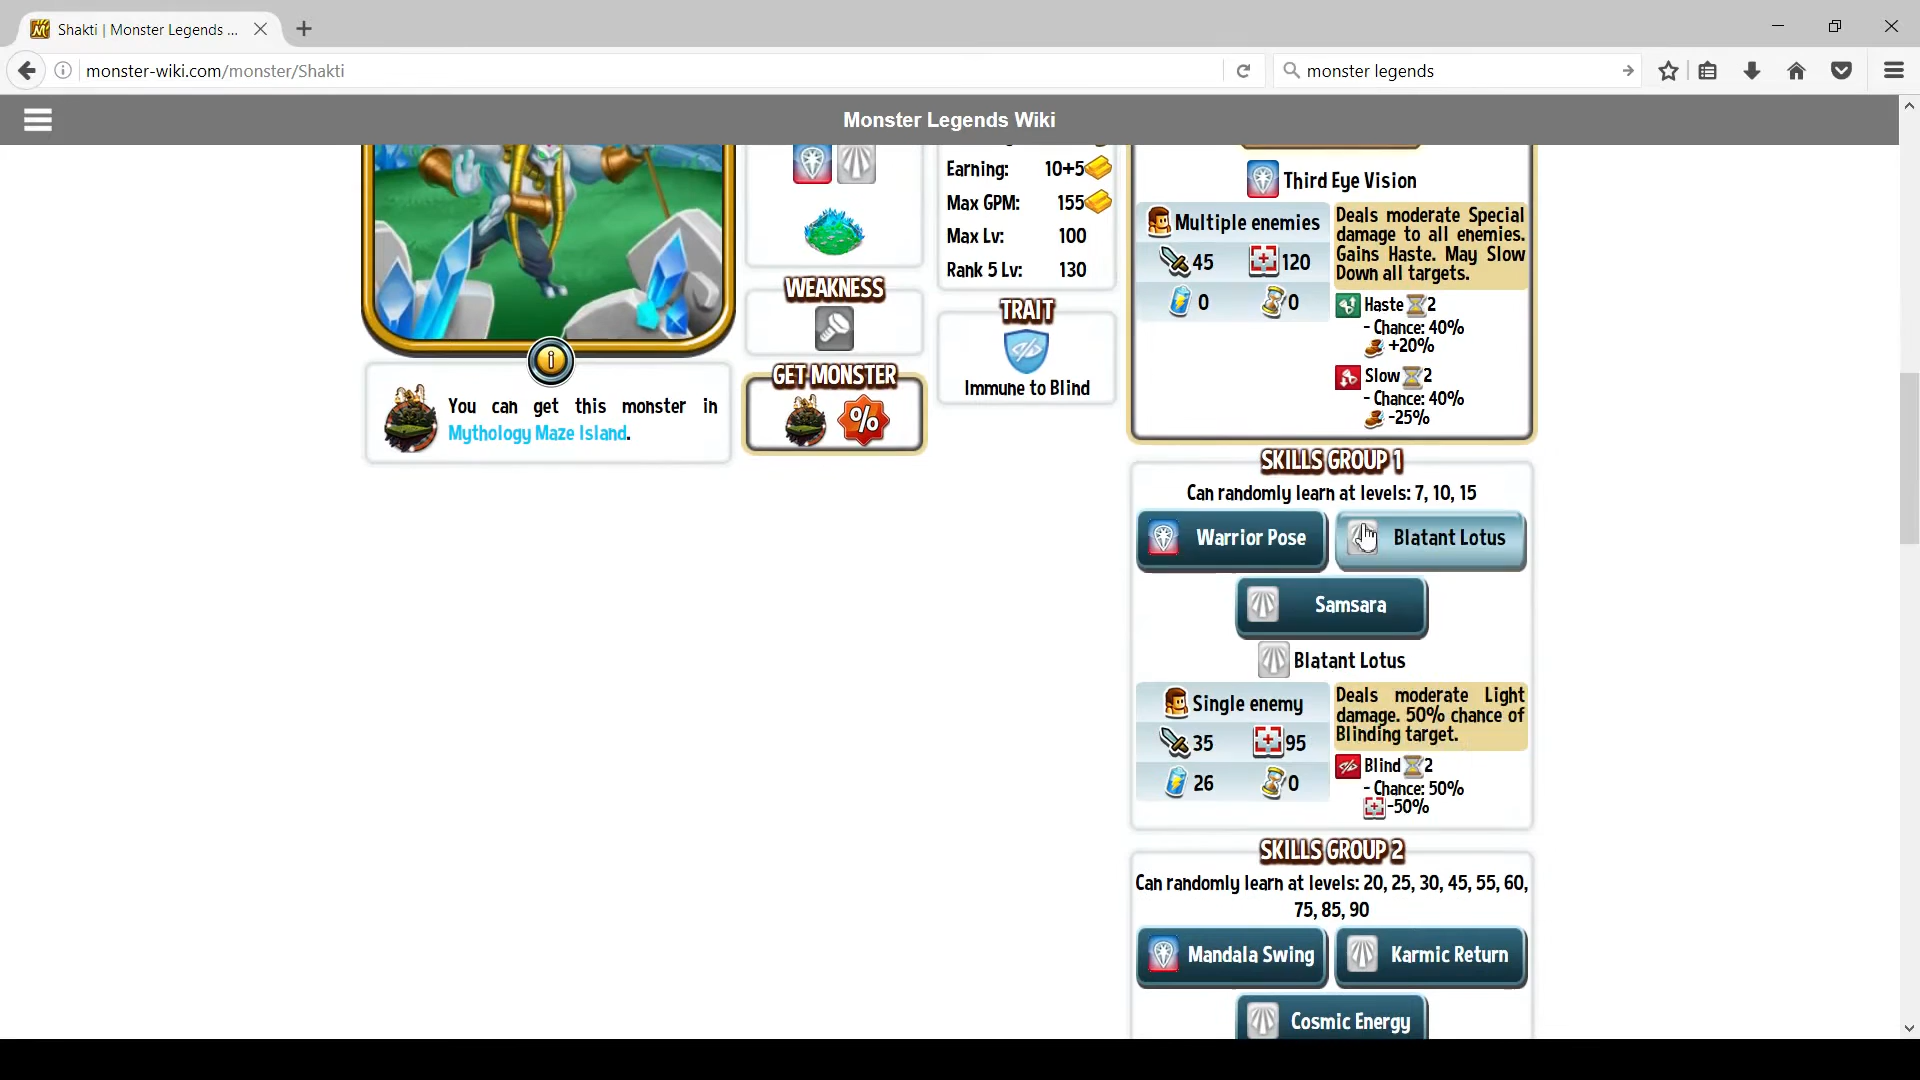 Shakti | Monster Legends ...
monster-wiki.com/monster/Shakti
monster legends
Monster Legends Wiki
You can get this monster in
Mythology Maze Island.
WEAKNESS
GET MONSTER
%
Earning: 10+5
Max GPM: 155
Max Lv: 100
Rank 5 Lv: 130
TRAIT
Immune to Blind
Third Eye Vision
Multiple enemies
45 120
0 0
Deals moderate Special
damage to all enemies.
Gains Haste. May Slow
Down all targets.
Haste 2
- Chance: 40%
+20%
Slow 2
- Chance: 40%
-25%
SKILLS GROUP 1
Can randomly learn at levels: 7, 10, 15
Warrior Pose Blatant Lotus
Samsara
Blatant Lotus
Single enemy
35 95
26 0
Deals moderate Light
damage. 50% chance of
Blinding target.
Blind 2
- Chance: 50%
-50%
SKILLS GROUP 2
Can randomly learn at levels: 20, 25, 30, 45, 55, 60,
75, 85, 90
Mandala Swing Karmic Return
Cosmic Energy